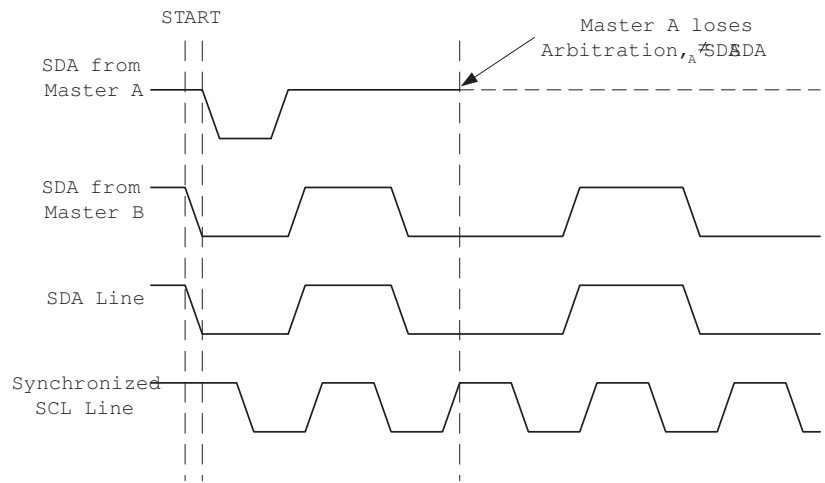 START
Master A loses
Arbitration, A
SDA from
Master A
SDA from
Master B
SDA Line
Synchronized
SCL Line